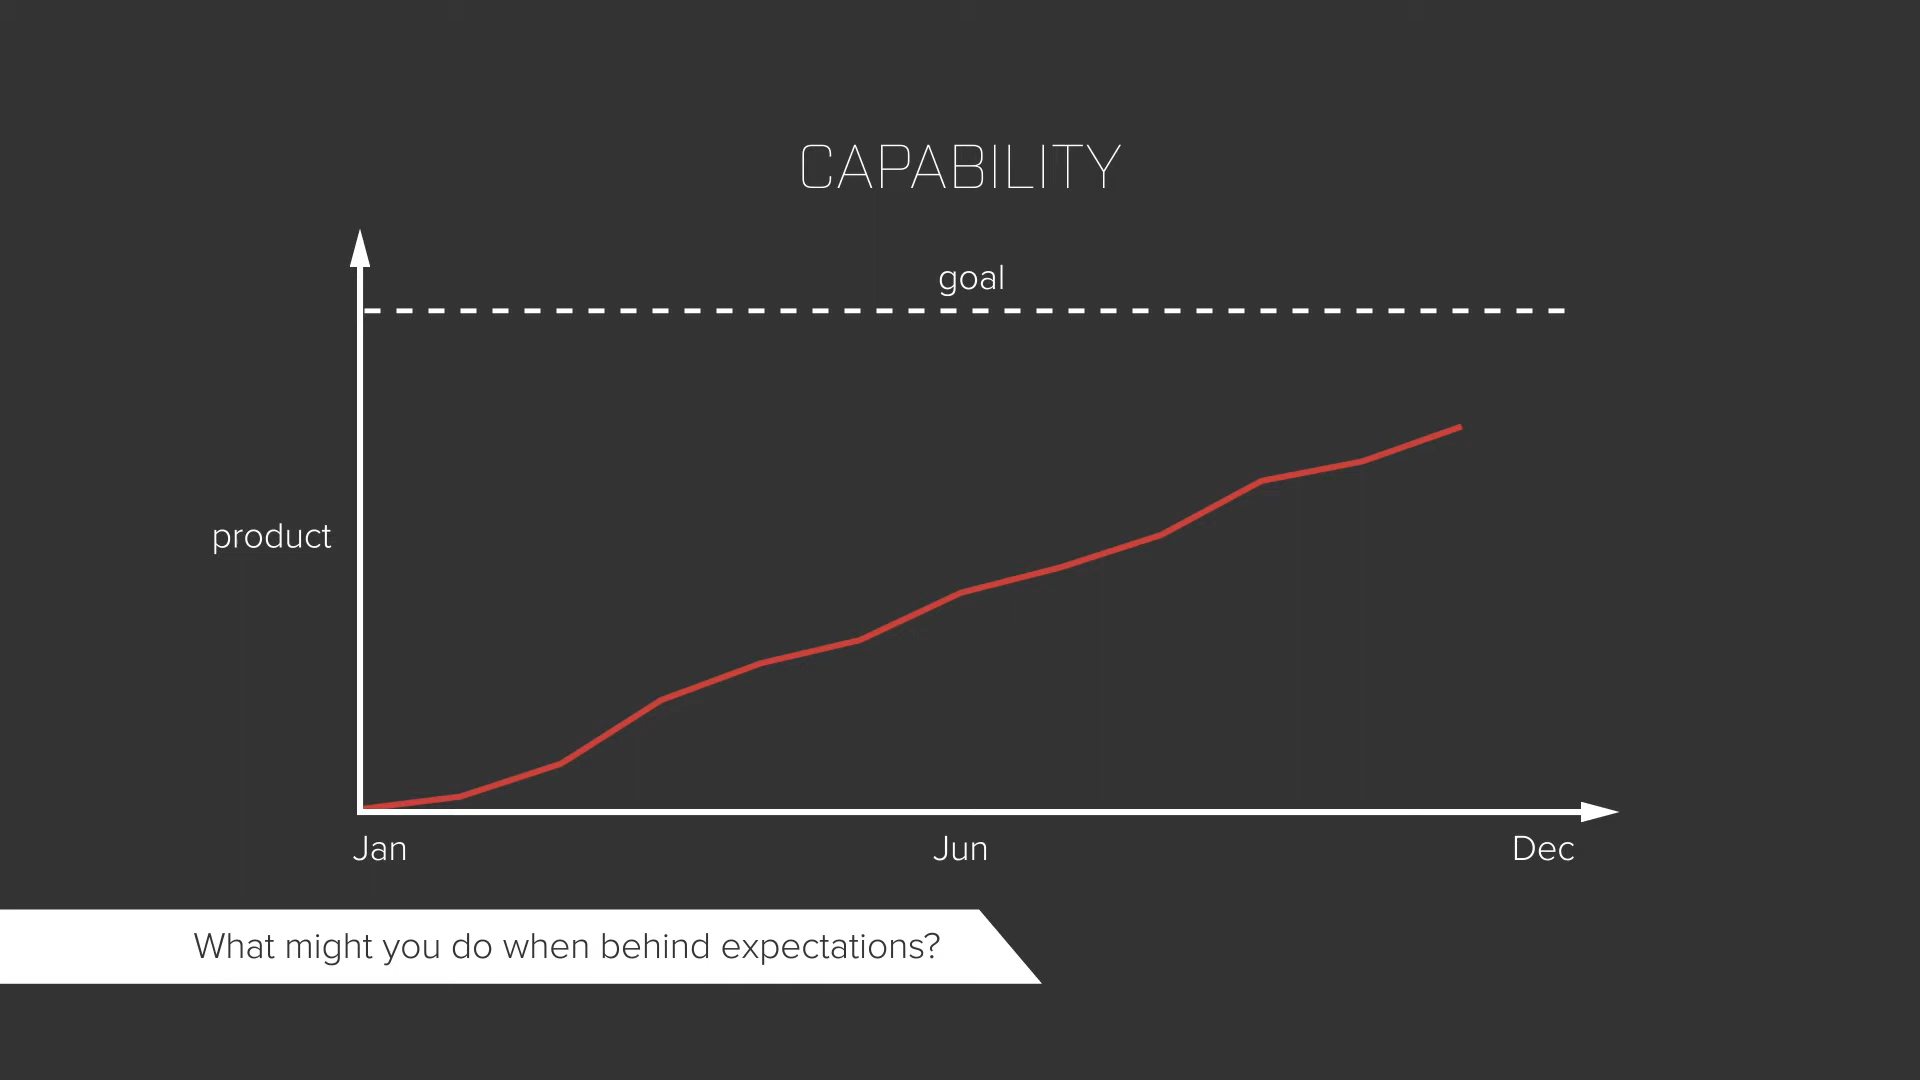 CAPABILITY
goal
product
Jan Jun Dec
What might you do when behind expectations?